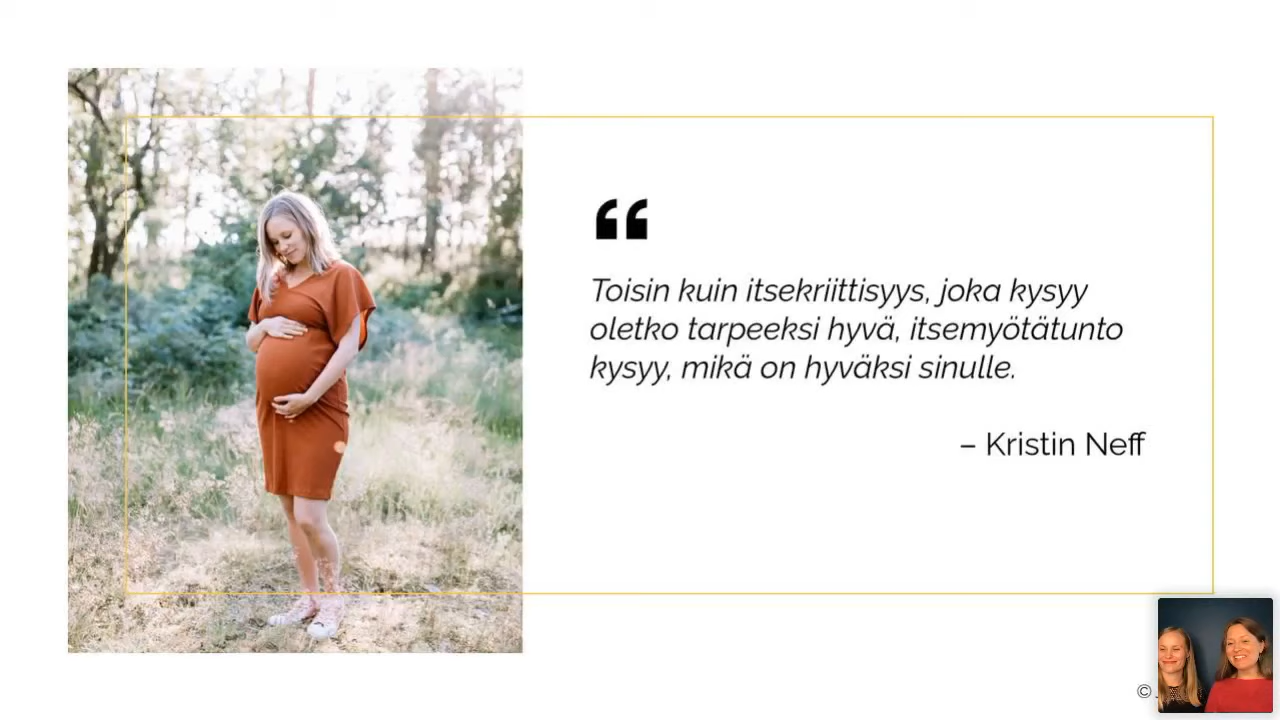 “
Toisin kuin itsekriittisyys, joka kysyy
oletko tarpeeksi hyvä, itsemyötätunto
kysyy, mikä on hyväksi sinulle.
– Kristin Neff
©